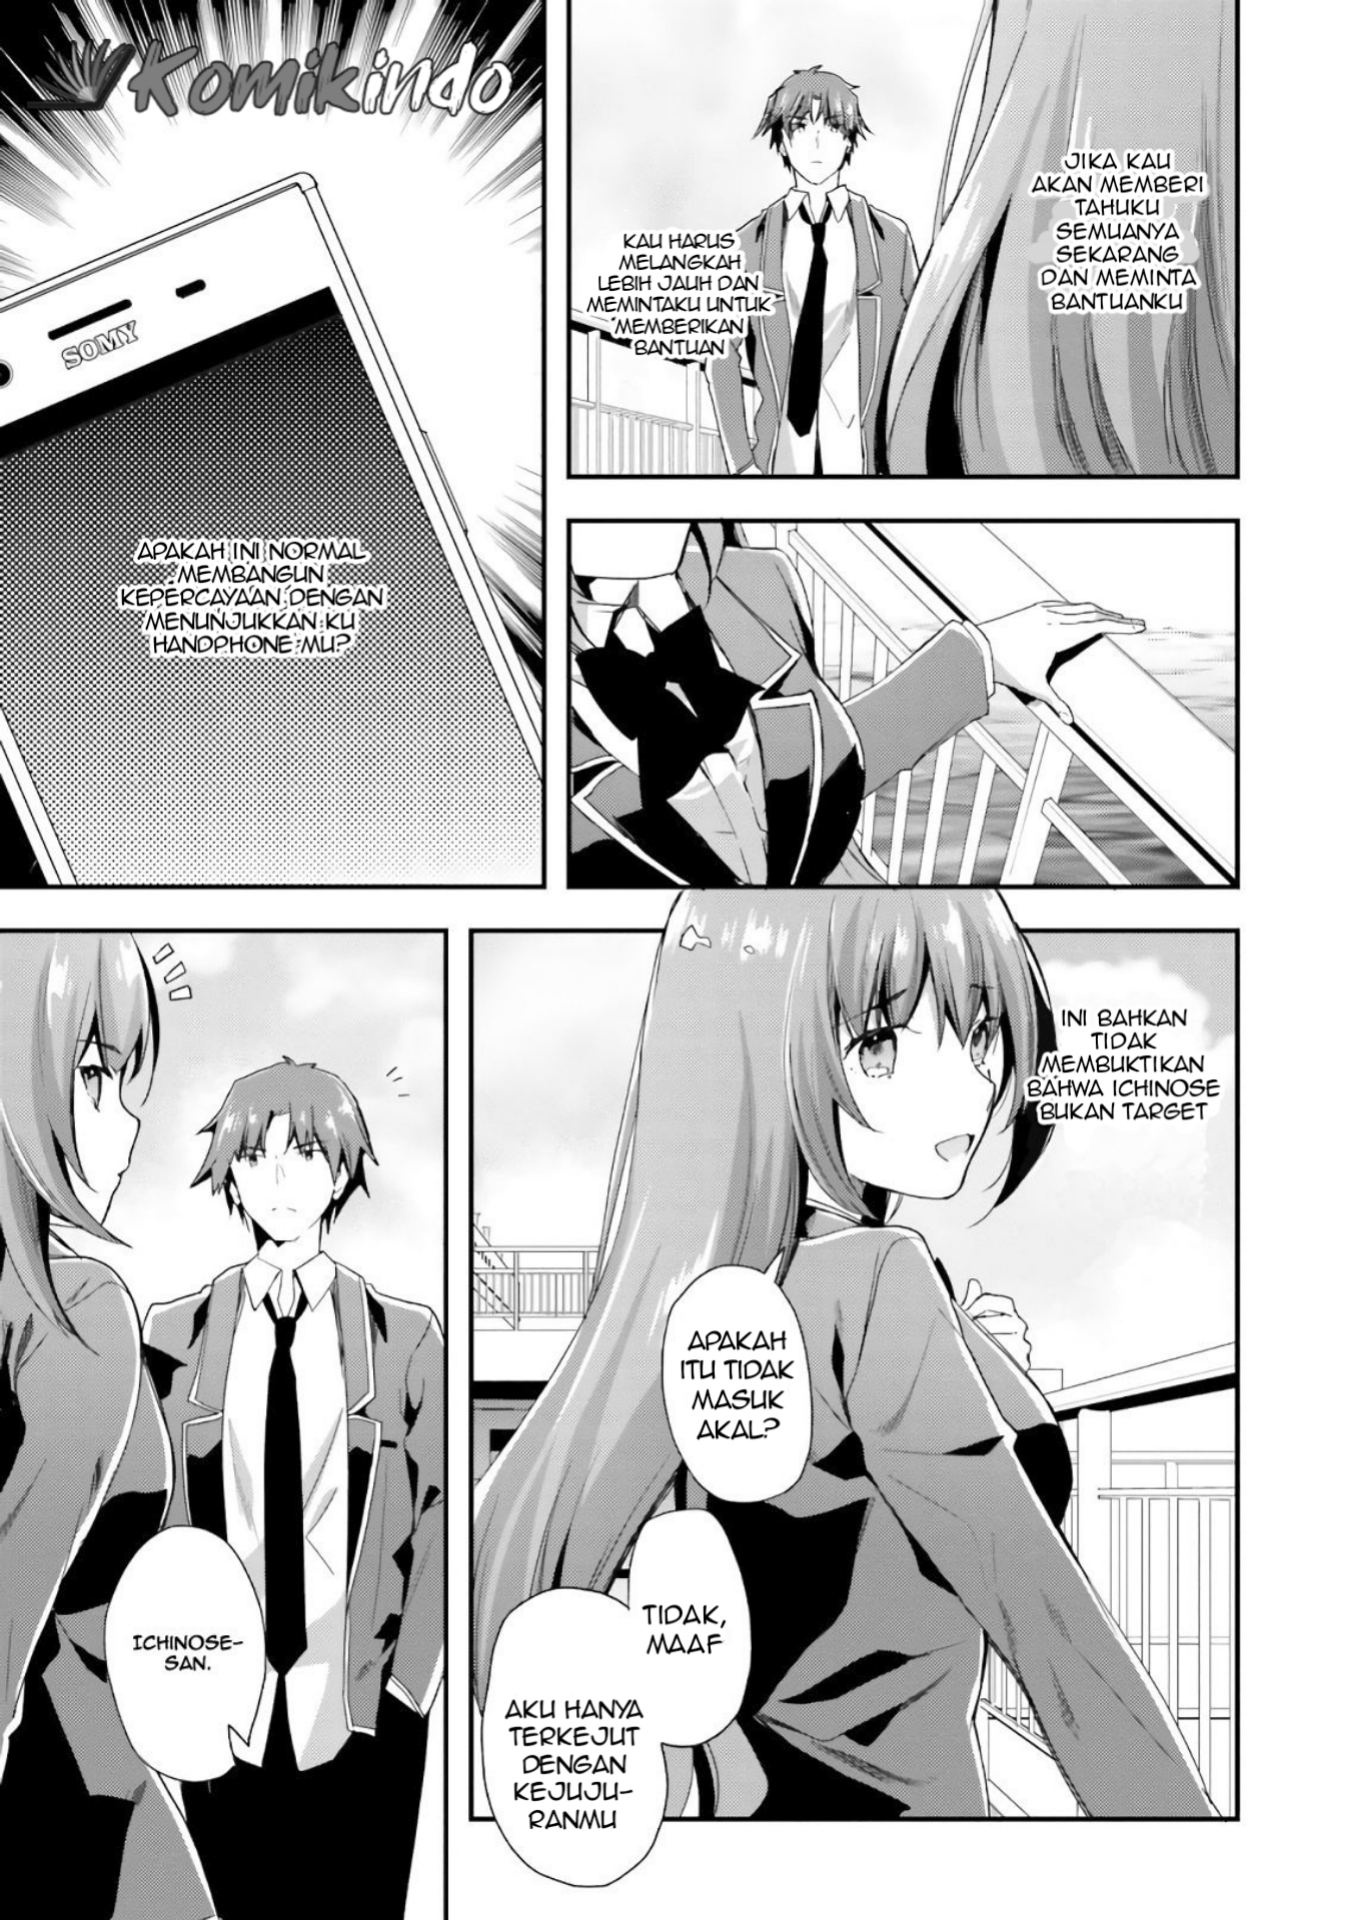 Komikindo
JIKA KAU
AKAN MEMBERI
TAHUKU
SEMUANYA
SEKARANG
DAN MEMINTA
BANTUANKU
KAU HARUS
MELANGKAH
LEBIH JAUH DAN
MEMINTAKU UNTUK
MEMBERIKAN
BANTUAN
SOMY
APAKAH INI NORMAL
MEMBANGUN
KEPERCAYAAN DENGAN
MENUNJUKKAN KU
HANDPHONE MU?
INI BAHKAN
TIDAK
MEMBUKTIKAN
BAHWA ICHINOSE
BUKAN TARGET
APAKAH
ITU TIDAK
MASUK
AKAL?
TIDAK,
MAAF
AKU HANYA
TERKEJUT
DENGAN
KEJUJU-
RANMU
ICHINOSE-
SAN.